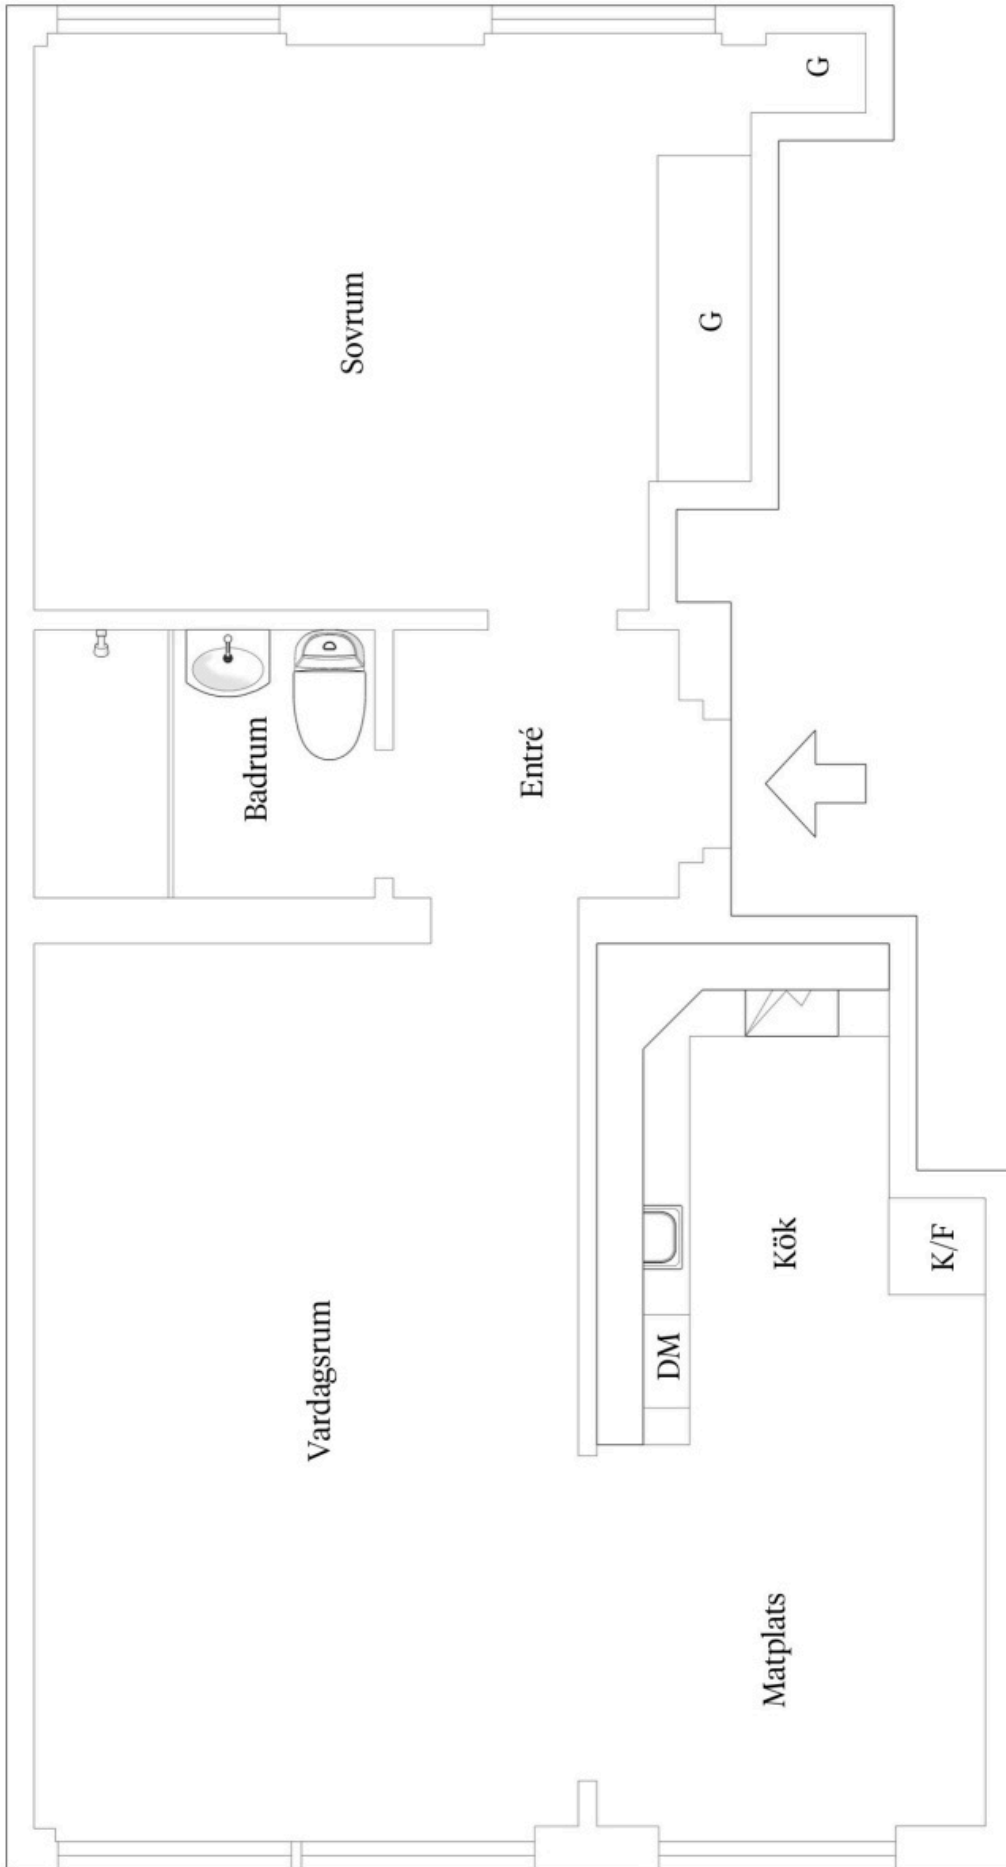 G
Sovrum
G
Badrum
Entré
Vardagsrum
DM
Kök
K/F
Matplats